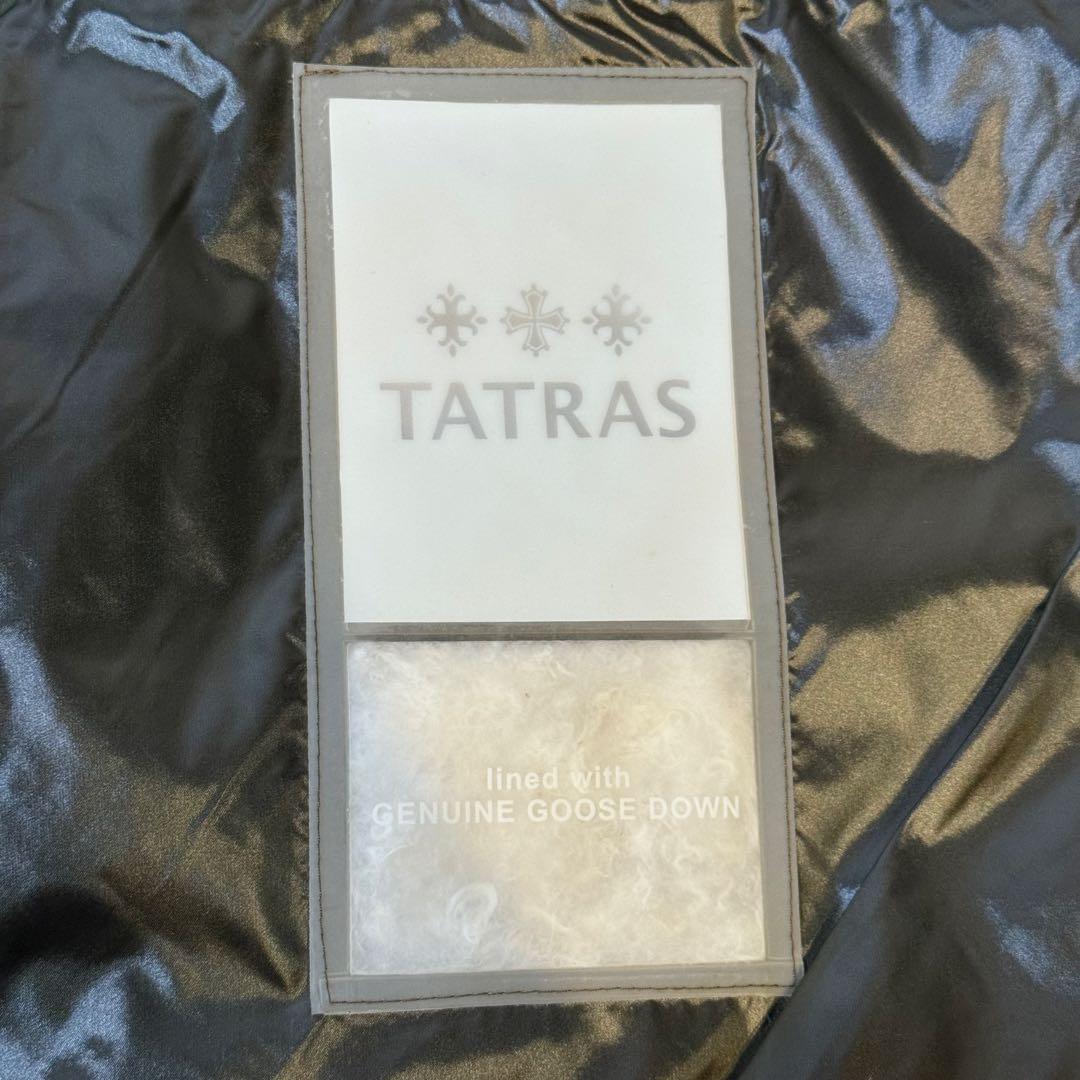 TATRAS
lined with
GENUINE GOOSE DOWN